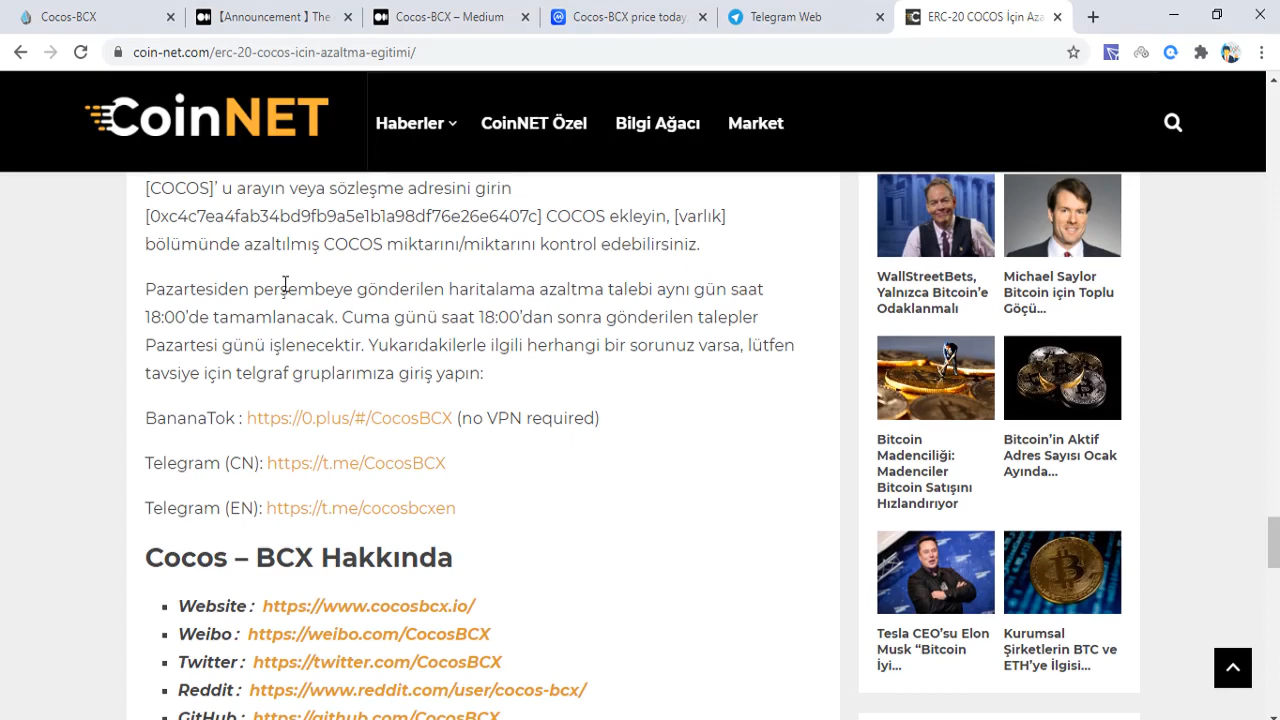 Cocos-BCX
【Announcement 】The
Cocos-BCX – Medium
Cocos-BCX price today,
Telegram Web
ERC-20 COCOS İçin Aza
coin-net.com/erc-20-cocos-icin-azaltma-egitimi/
CoinNET
Haberler
CoinNET Özel
Bilgi Ağacı
Market
[COCOS]’ u arayın veya sözleşme adresini girin
[0xc4c7ea4fab34bd9fb9a5e1b1a98df76e26e6407c] COCOS ekleyin, [varlık]
bölümünde azaltılmış COCOS miktarını/miktarını kontrol edebilirsiniz.
Pazartesiden perşembeye gönderilen haritalama azaltma talebi aynı gün saat
18:00’de tamamlanacak. Cuma günü saat 18:00’dan sonra gönderilen talepler
Pazartesi günü işlenecektir. Yukarıdakilerle ilgili herhangi bir sorunuz varsa, lütfen
tavsiye için telgraf gruplarımıza giriş yapın:
BananaTok : https://0.plus/#/CocosBCX (no VPN required)
Telegram (CN): https://t.me/CocosBCX
Telegram (EN): https://t.me/cocosbcxen
Cocos – BCX Hakkında
Website : https://www.cocosbcx.io/
Weibo : https://weibo.com/CocosBCX
Twitter : https://twitter.com/CocosBCX
Reddit : https://www.reddit.com/user/cocos-bcx/
GitHub : https://github.com/CocosBCX
WallStreetBets,
Yalnızca Bitcoin’e
Odaklanmalı
Michael Saylor
Bitcoin için Toplu
Göçü...
Bitcoin
Madenciliği:
Madenciler
Bitcoin Satışını
Hızlandırıyor
Bitcoin’in Aktif
Adres Sayısı Ocak
Ayında...
Tesla CEO’su Elon
Musk “Bitcoin
İyi...
Kurumsal
Şirketlerin BTC ve
ETH’ye İlgisi...